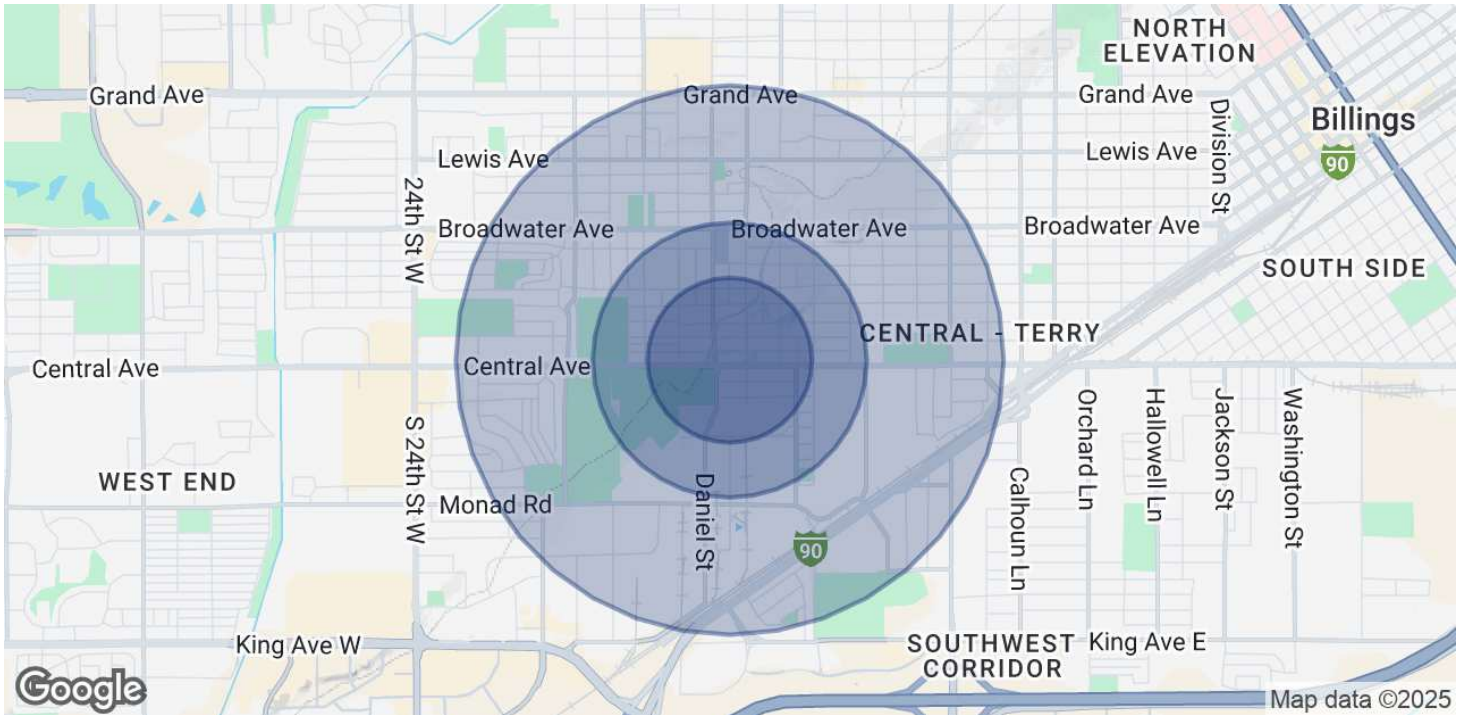 NORTH
ELEVATION
Grand Ave
Grand Ave
Grand Ave
Division St
Billings
90
Lewis Ave
Lewis Ave
24th St W
Broadwater Ave
Broadwater Ave
Broadwater Ave
SOUTH SIDE
CENTRAL - TERRY
Central Ave
Central Ave
S 24th St W
Orchard Ln
Hallowell Ln
Jackson St
Washington St
WEST END
Monad Rd
Daniel St
Calhoun Ln
90
King Ave W
SOUTHWEST
CORRIDOR
King Ave E
Google
Map data ©2025